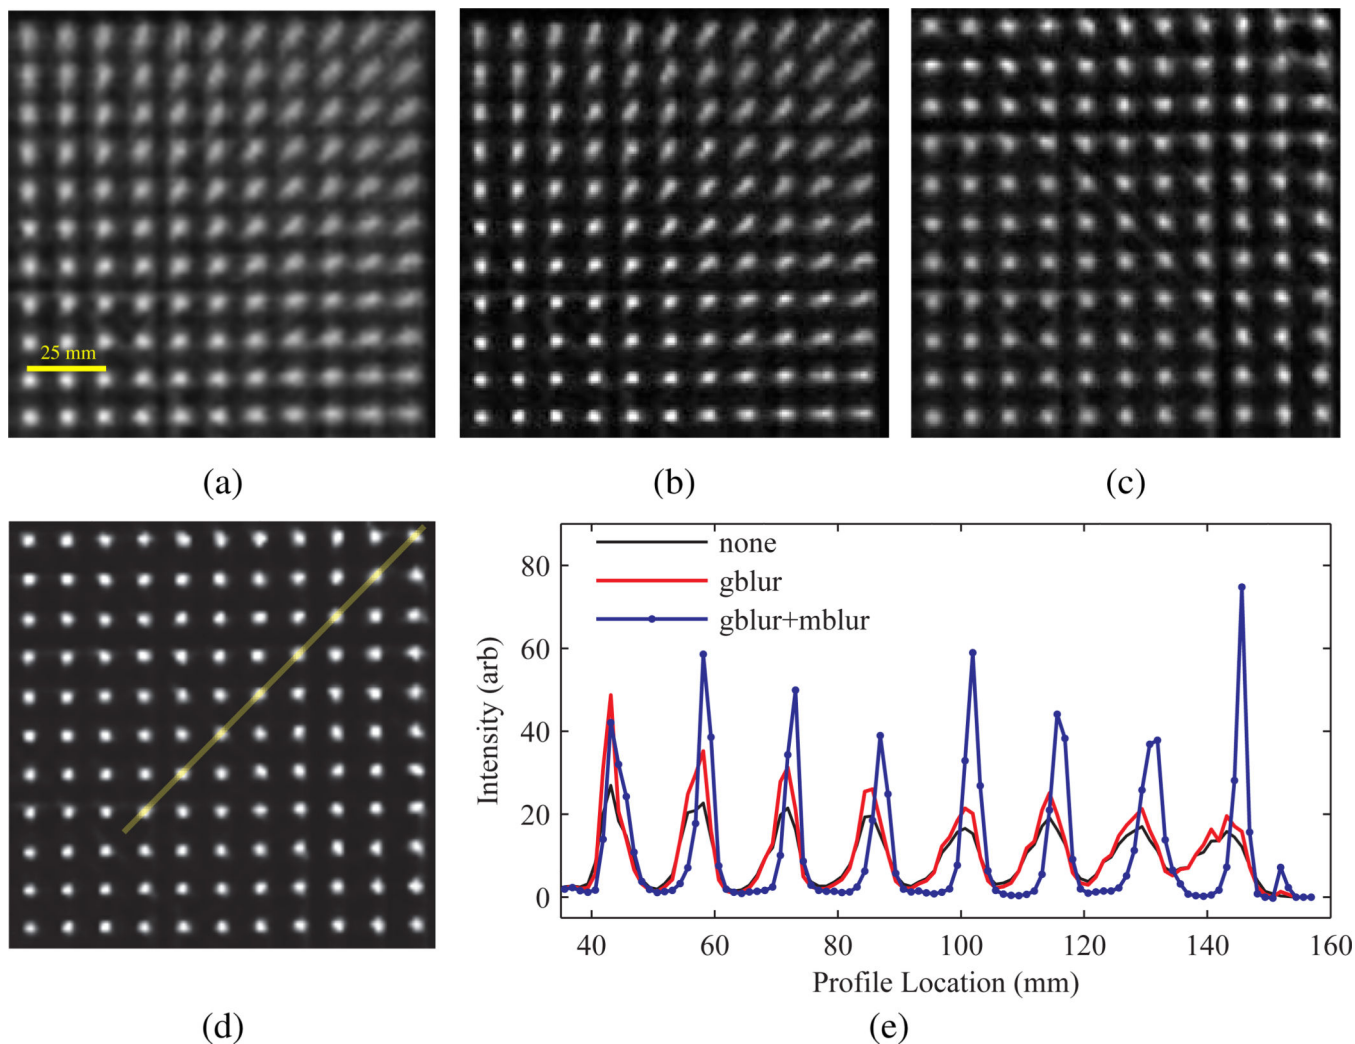 25 mm
(a)
(b)
(c)
(d)
none
gblur
gblur+mblur
80
60
40
20
0
Intensity (arb)
40
60
80
100
120
140
160
Profile Location (mm)
(e)